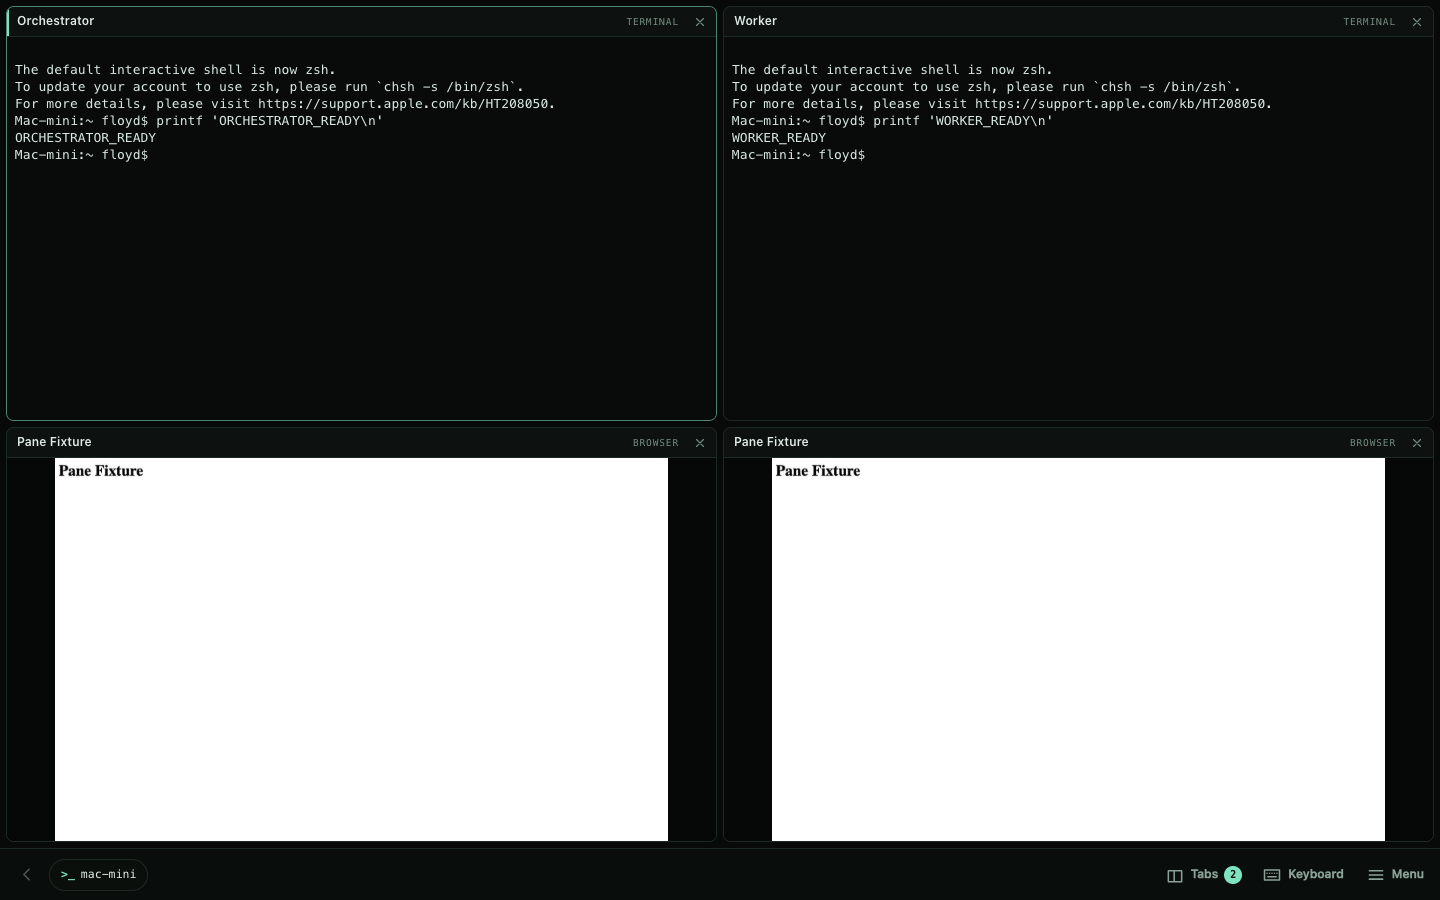 Orchestrator
TERMINAL
The default interactive shell is now zsh.
To update your account to use zsh, please run `chsh -s /bin/zsh`.
For more details, please visit https://support.apple.com/kb/HT208050.
Mac-mini:~ floyd$ printf 'ORCHESTRATOR_READY\n'
ORCHESTRATOR_READY
Mac-mini:~ floyd$
Worker
TERMINAL
The default interactive shell is now zsh.
To update your account to use zsh, please run `chsh -s /bin/zsh`.
For more details, please visit https://support.apple.com/kb/HT208050.
Mac-mini:~ floyd$ printf 'WORKER_READY\n'
WORKER_READY
Mac-mini:~ floyd$
Pane Fixture
BROWSER
Pane Fixture
Pane Fixture
BROWSER
Pane Fixture
>_ mac-mini
Tabs 2
Keyboard
Menu